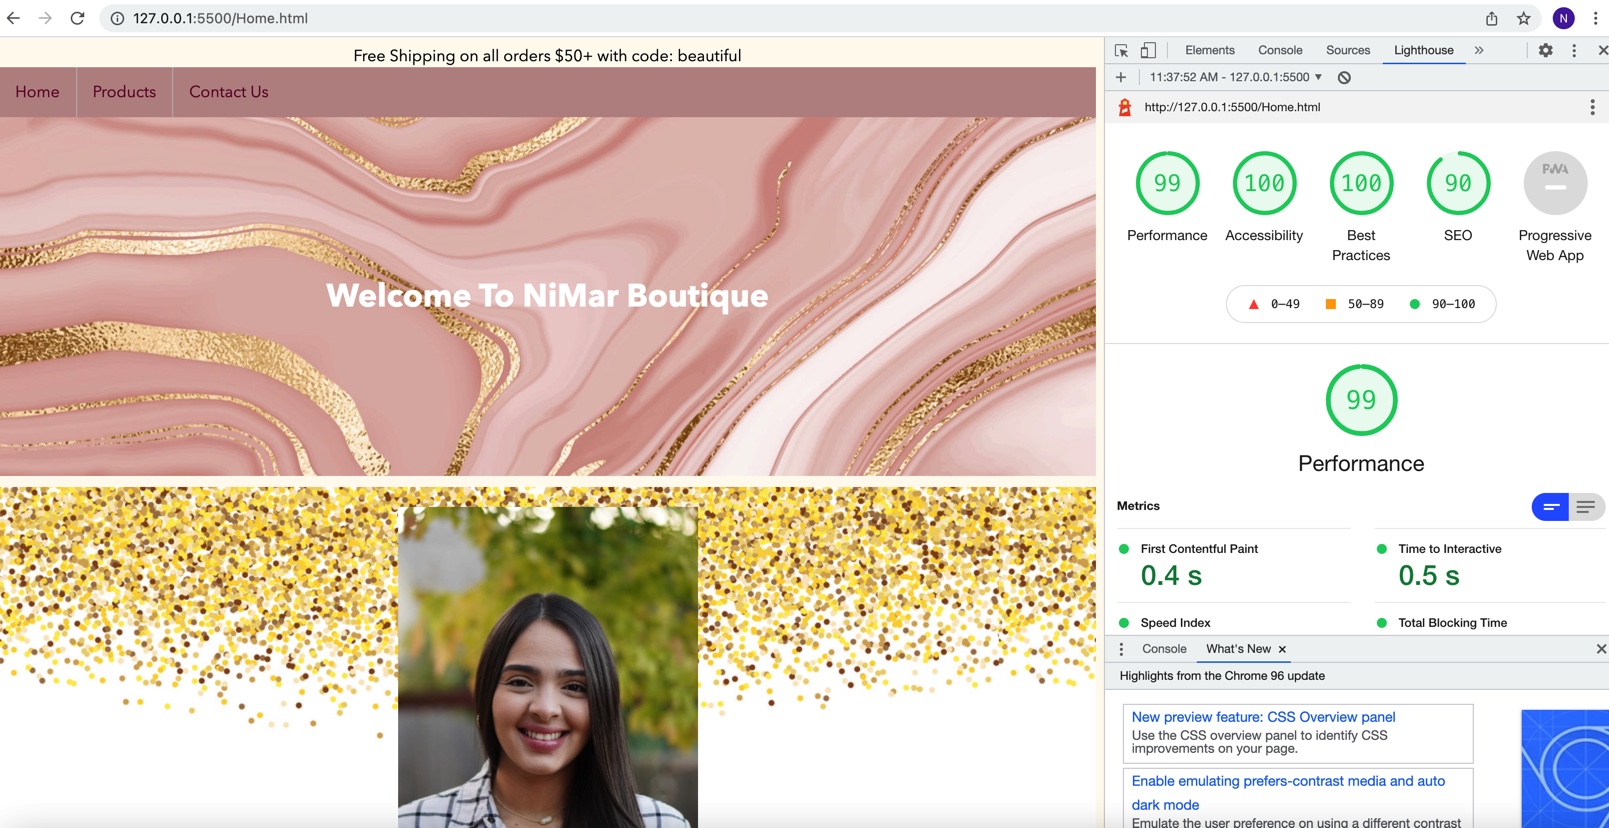 127.0.0.1:5500/Home.html
N
Free Shipping on all orders $50+ with code: beautiful
Home Products Contact Us
Welcome To NiMar Boutique
Elements Console Sources Lighthouse »
+ 11:37:52 AM - 127.0.0.1:5500 ▼
http://127.0.0.1:5500/Home.html
99 100 100 90 PWA
Performance Accessibility Best Practices SEO Progressive Web App
0–49 50–89 90–100
99
Performance
Metrics
First Contentful Paint
0.4 s
Time to Interactive
0.5 s
Speed Index
Total Blocking Time
Console What's New ×
Highlights from the Chrome 96 update
New preview feature: CSS Overview panel
Use the CSS overview panel to identify CSS
improvements on your page.
Enable emulating prefers-contrast media and auto
dark mode
Emulate the user preference on using a different contrast